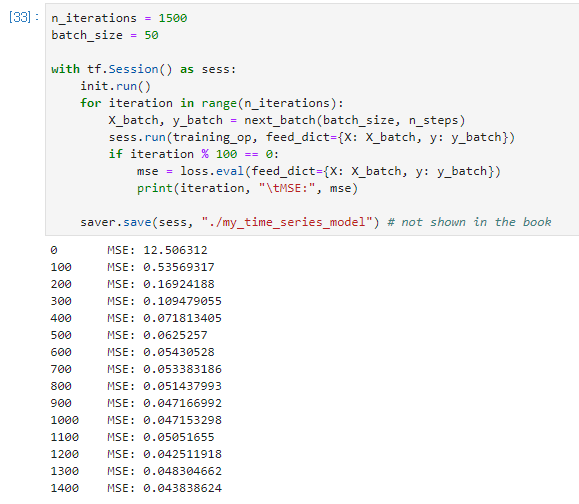 [33]: n_iterations = 1500
batch_size = 50
with tf.Session() as sess:
    init.run()
    for iteration in range(n_iterations):
        X_batch, y_batch = next_batch(batch_size, n_steps)
        sess.run(training_op, feed_dict={X: X_batch, y: y_batch})
        if iteration % 100 == 0:
            mse = loss.eval(feed_dict={X: X_batch, y: y_batch})
            print(iteration, "\tMSE:", mse)
    saver.save(sess, "./my_time_series_model") # not shown in the book
0 MSE: 12.506312
100 MSE: 0.53569317
200 MSE: 0.16924188
300 MSE: 0.109479055
400 MSE: 0.071813405
500 MSE: 0.0625257
600 MSE: 0.05430528
700 MSE: 0.053383186
800 MSE: 0.051437993
900 MSE: 0.047166992
1000 MSE: 0.047153298
1100 MSE: 0.05051655
1200 MSE: 0.042511918
1300 MSE: 0.048304662
1400 MSE: 0.043838624